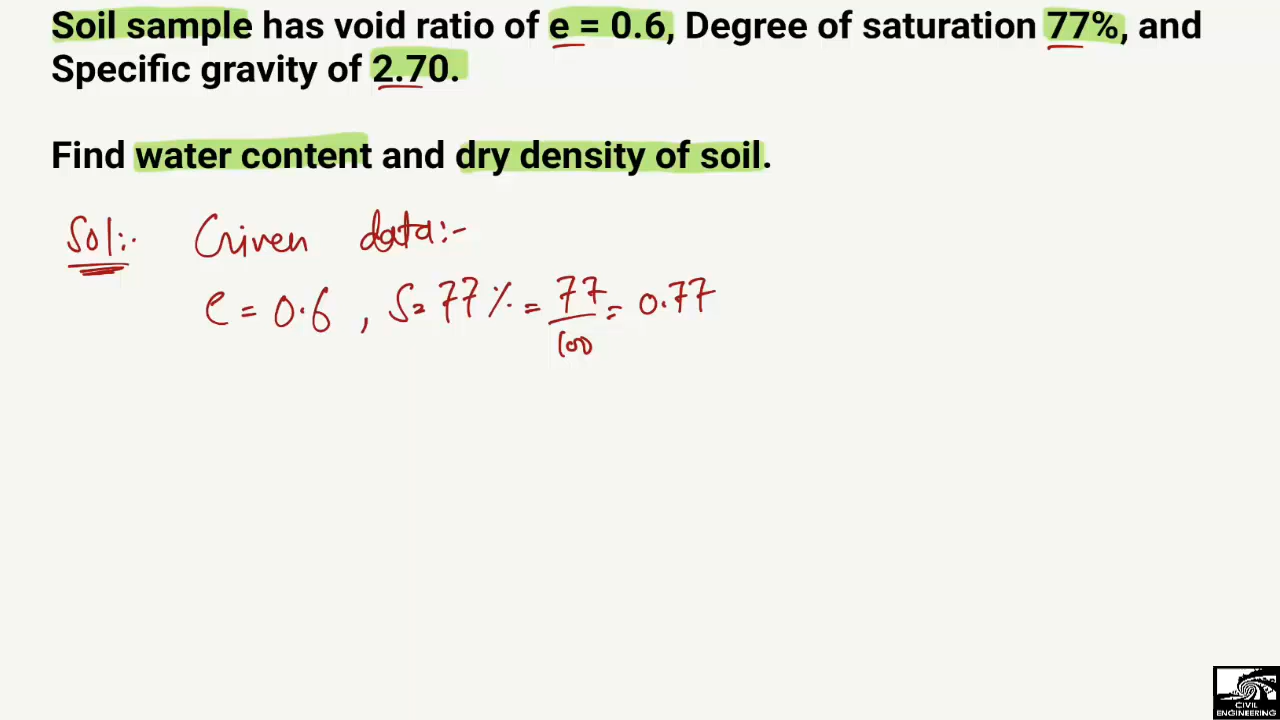 Soil sample has void ratio of e = 0.6, Degree of saturation 77%, and
Specific gravity of 2.70.
Find water content and dry density of soil.
Sol:- Given data:-
e = 0.6 , S = 77 % = 77/100 = 0.77
CIVIL
ENGINEERING